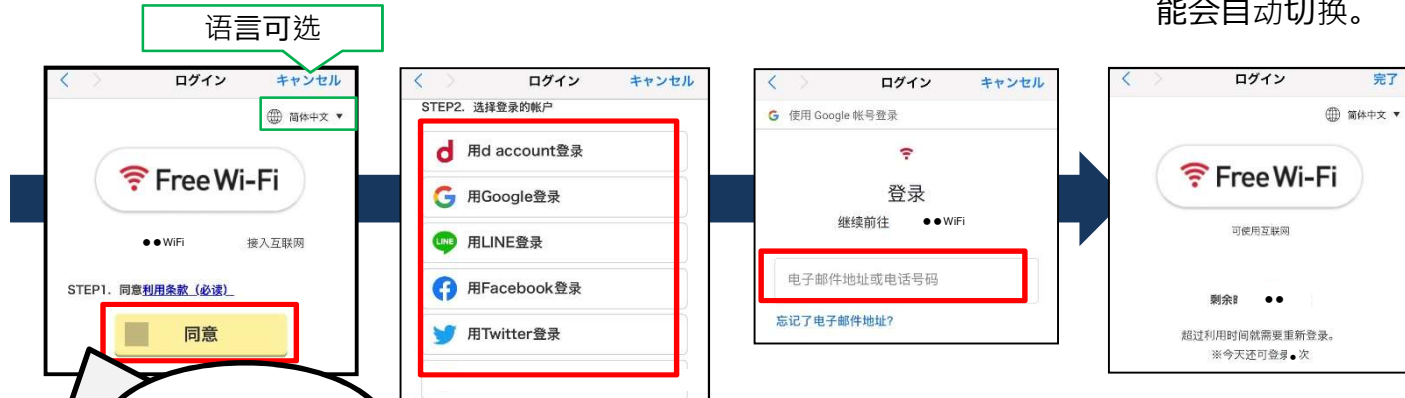 能会自动切换。
语言可选
ログイン キャンセル
简体中文 ▼
Free Wi-Fi
●●WiFi 接入互联网
STEP1. 同意利用条款（必读）
同意
ログイン キャンセル
STEP2. 选择登录的帐户
用d account登录
用Google登录
LINE 用LINE登录
用Facebook登录
用Twitter登录
ログイン キャンセル
使用 Google 帐号登录
登录
继续前往 ●●WiFi
电子邮件地址或电话号码
忘记了电子邮件地址?
ログイン 完了
简体中文 ▼
Free Wi-Fi
可使用互联网
剩余 ●●
超过利用时间就需要重新登录。
※今天还可登录●次